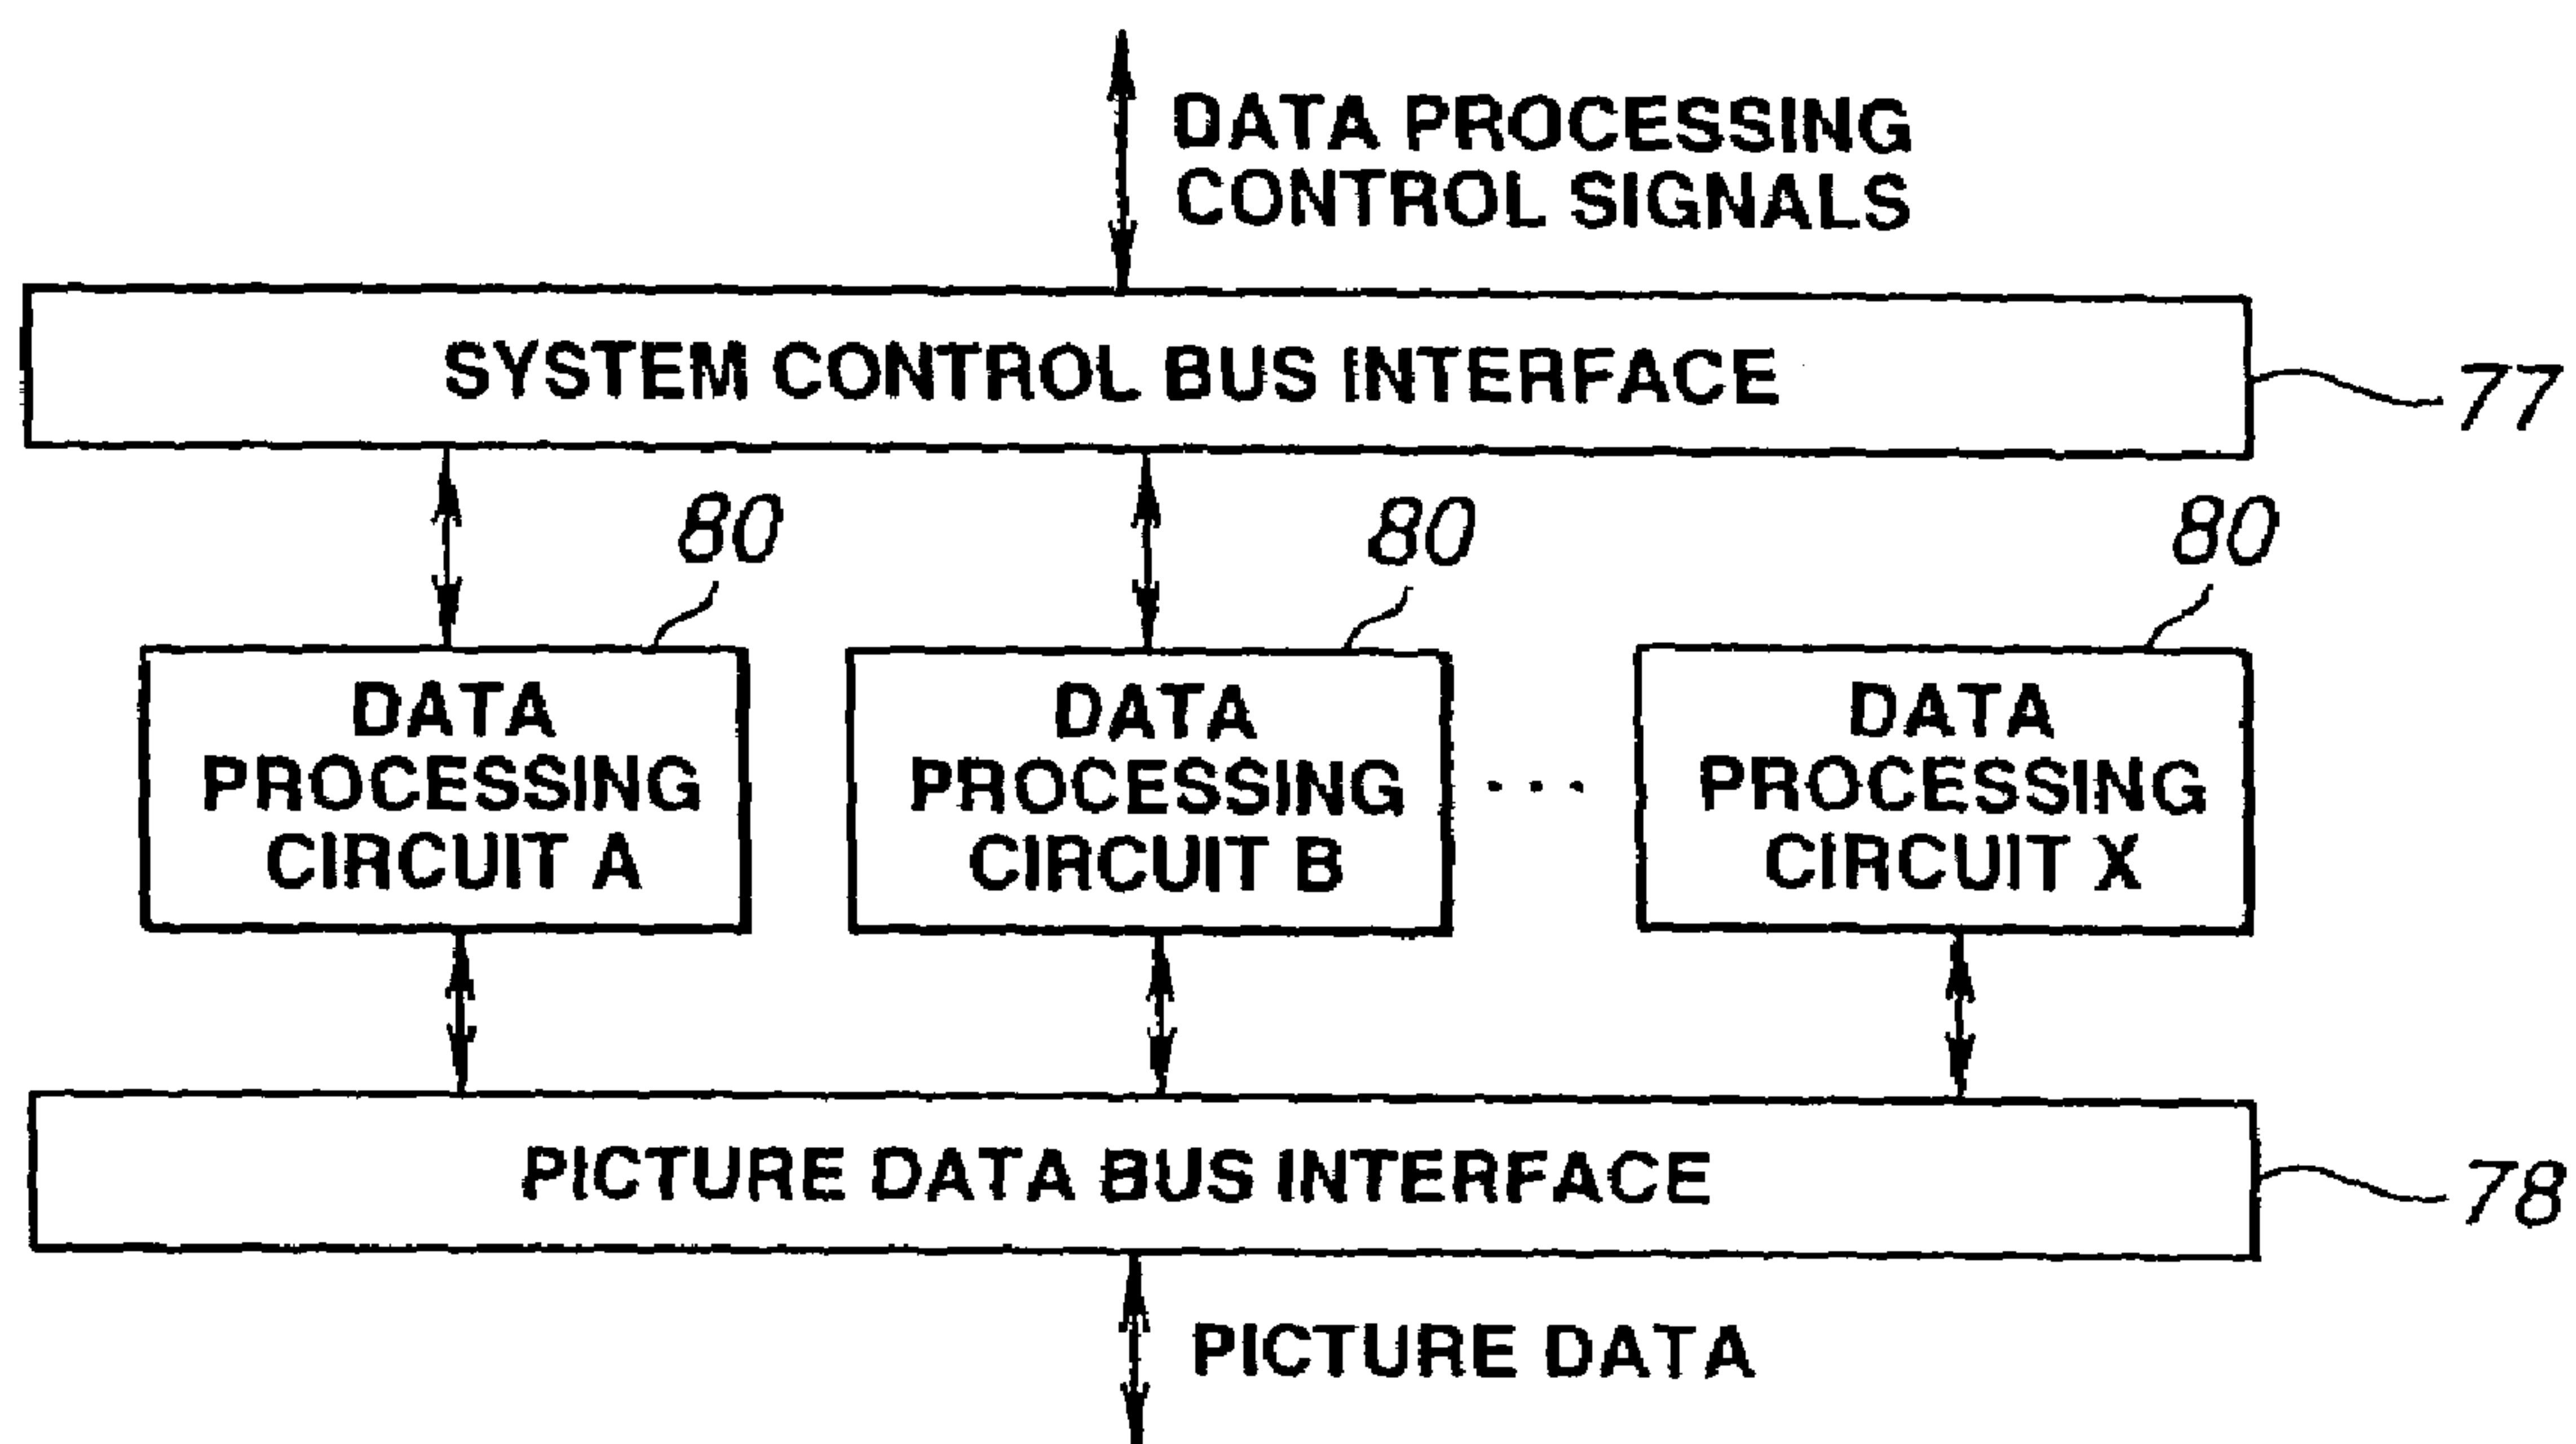 DATA PROCESSING
CONTROL SIGNALS
SYSTEM CONTROL BUS INTERFACE
77
80
80
80
DATA
PROCESSING
CIRCUIT A
DATA
PROCESSING
CIRCUIT B
. . .
DATA
PROCESSING
CIRCUIT X
PICTURE DATA BUS INTERFACE
78
PICTURE DATA